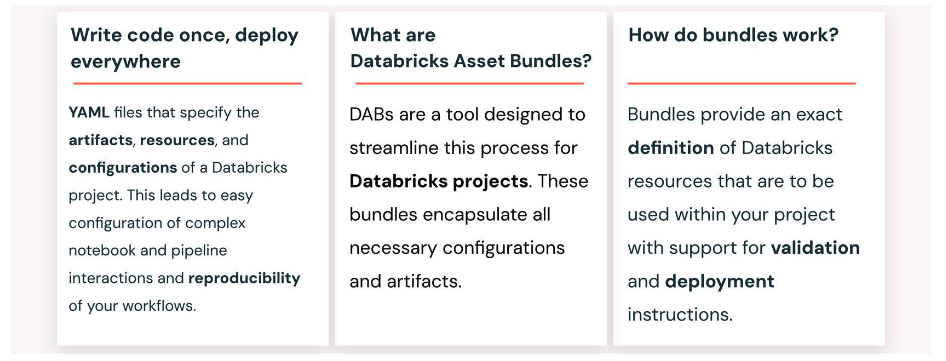 Write code once, deploy
everywhere
YAML files that specify the
artifacts, resources, and
configurations of a Databricks
project. This leads to easy
configuration of complex
notebook and pipeline
interactions and reproducibility
of your workflows.
What are
Databricks Asset Bundles?
DABs are a tool designed to
streamline this process for
Databricks projects. These
bundles encapsulate all
necessary configurations
and artifacts.
How do bundles work?
Bundles provide an exact
definition of Databricks
resources that are to be
used within your project
with support for validation
and deployment
instructions.